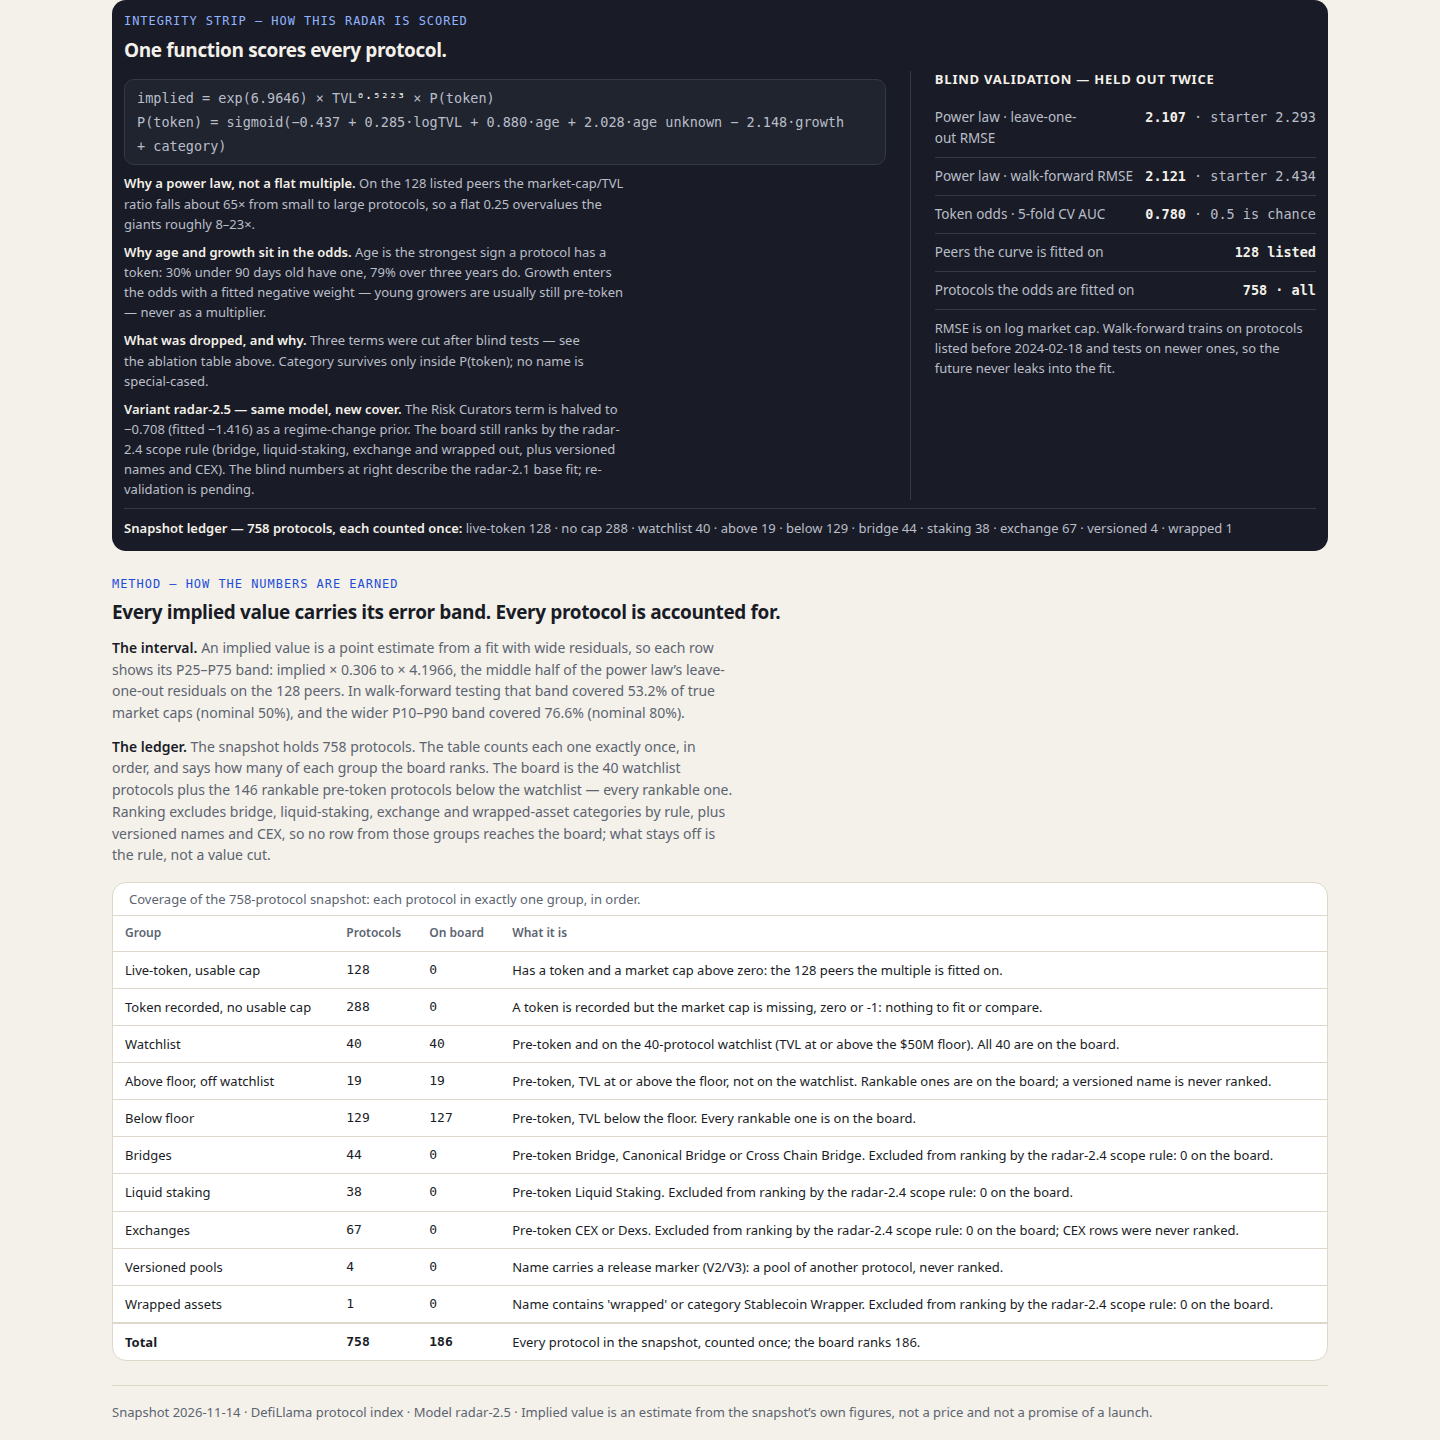 INTEGRITY STRIP — HOW THIS RADAR IS SCORED
One function scores every protocol.
implied = exp(6.9646) × TVL⁰·⁵²²³ × P(token)
P(token) = sigmoid(−0.437 + 0.285·logTVL + 0.880·age + 2.028·age unknown − 2.148·growth
+ category)
Why a power law, not a flat multiple. On the 128 listed peers the market-cap/TVL
ratio falls about 65× from small to large protocols, so a flat 0.25 overvalues the
giants roughly 8–23×.
Why age and growth sit in the odds. Age is the strongest sign a protocol has a
token: 30% under 90 days old have one, 79% over three years do. Growth enters
the odds with a fitted negative weight — young growers are usually still pre-token
— never as a multiplier.
What was dropped, and why. Three terms were cut after blind tests — see
the ablation table above. Category survives only inside P(token); no name is
special-cased.
Variant radar-2.5 — same model, new cover. The Risk Curators term is halved to
−0.708 (fitted −1.416) as a regime-change prior. The board still ranks by the radar-
2.4 scope rule (bridge, liquid-staking, exchange and wrapped out, plus versioned
names and CEX). The blind numbers at right describe the radar-2.1 base fit; re-
validation is pending.
BLIND VALIDATION — HELD OUT TWICE
Power law · leave-one-
out RMSE
2.107 · starter 2.293
Power law · walk-forward RMSE 2.121 · starter 2.434
Token odds · 5-fold CV AUC 0.780 · 0.5 is chance
Peers the curve is fitted on 128 listed
Protocols the odds are fitted on 758 · all
RMSE is on log market cap. Walk-forward trains on protocols
listed before 2024-02-18 and tests on newer ones, so the
future never leaks into the fit.
Snapshot ledger — 758 protocols, each counted once: live-token 128 · no cap 288 · watchlist 40 · above 19 · below 129 · bridge 44 · staking 38 · exchange 67 · versioned 4 · wrapped 1
METHOD — HOW THE NUMBERS ARE EARNED
Every implied value carries its error band. Every protocol is accounted for.
The interval. An implied value is a point estimate from a fit with wide residuals, so each row
shows its P25–P75 band: implied × 0.306 to × 4.1966, the middle half of the power law’s leave-
one-out residuals on the 128 peers. In walk-forward testing that band covered 53.2% of true
market caps (nominal 50%), and the wider P10–P90 band covered 76.6% (nominal 80%).
The ledger. The snapshot holds 758 protocols. The table counts each one exactly once, in
order, and says how many of each group the board ranks. The board is the 40 watchlist
protocols plus the 146 rankable pre-token protocols below the watchlist — every rankable one.
Ranking excludes bridge, liquid-staking, exchange and wrapped-asset categories by rule, plus
versioned names and CEX, so no row from those groups reaches the board; what stays off is
the rule, not a value cut.
Coverage of the 758-protocol snapshot: each protocol in exactly one group, in order.
Group Protocols On board What it is
Live-token, usable cap 128 0 Has a token and a market cap above zero: the 128 peers the multiple is fitted on.
Token recorded, no usable cap 288 0 A token is recorded but the market cap is missing, zero or -1: nothing to fit or compare.
Watchlist 40 40 Pre-token and on the 40-protocol watchlist (TVL at or above the $50M floor). All 40 are on the board.
Above floor, off watchlist 19 19 Pre-token, TVL at or above the floor, not on the watchlist. Rankable ones are on the board; a versioned name is never ranked.
Below floor 129 127 Pre-token, TVL below the floor. Every rankable one is on the board.
Bridges 44 0 Pre-token Bridge, Canonical Bridge or Cross Chain Bridge. Excluded from ranking by the radar-2.4 scope rule: 0 on the board.
Liquid staking 38 0 Pre-token Liquid Staking. Excluded from ranking by the radar-2.4 scope rule: 0 on the board.
Exchanges 67 0 Pre-token CEX or Dexs. Excluded from ranking by the radar-2.4 scope rule: 0 on the board; CEX rows were never ranked.
Versioned pools 4 0 Name carries a release marker (V2/V3): a pool of another protocol, never ranked.
Wrapped assets 1 0 Name contains 'wrapped' or category Stablecoin Wrapper. Excluded from ranking by the radar-2.4 scope rule: 0 on the board.
Total 758 186 Every protocol in the snapshot, counted once; the board ranks 186.
Snapshot 2026-11-14 · DefiLlama protocol index · Model radar-2.5 · Implied value is an estimate from the snapshot’s own figures, not a price and not a promise of a launch.